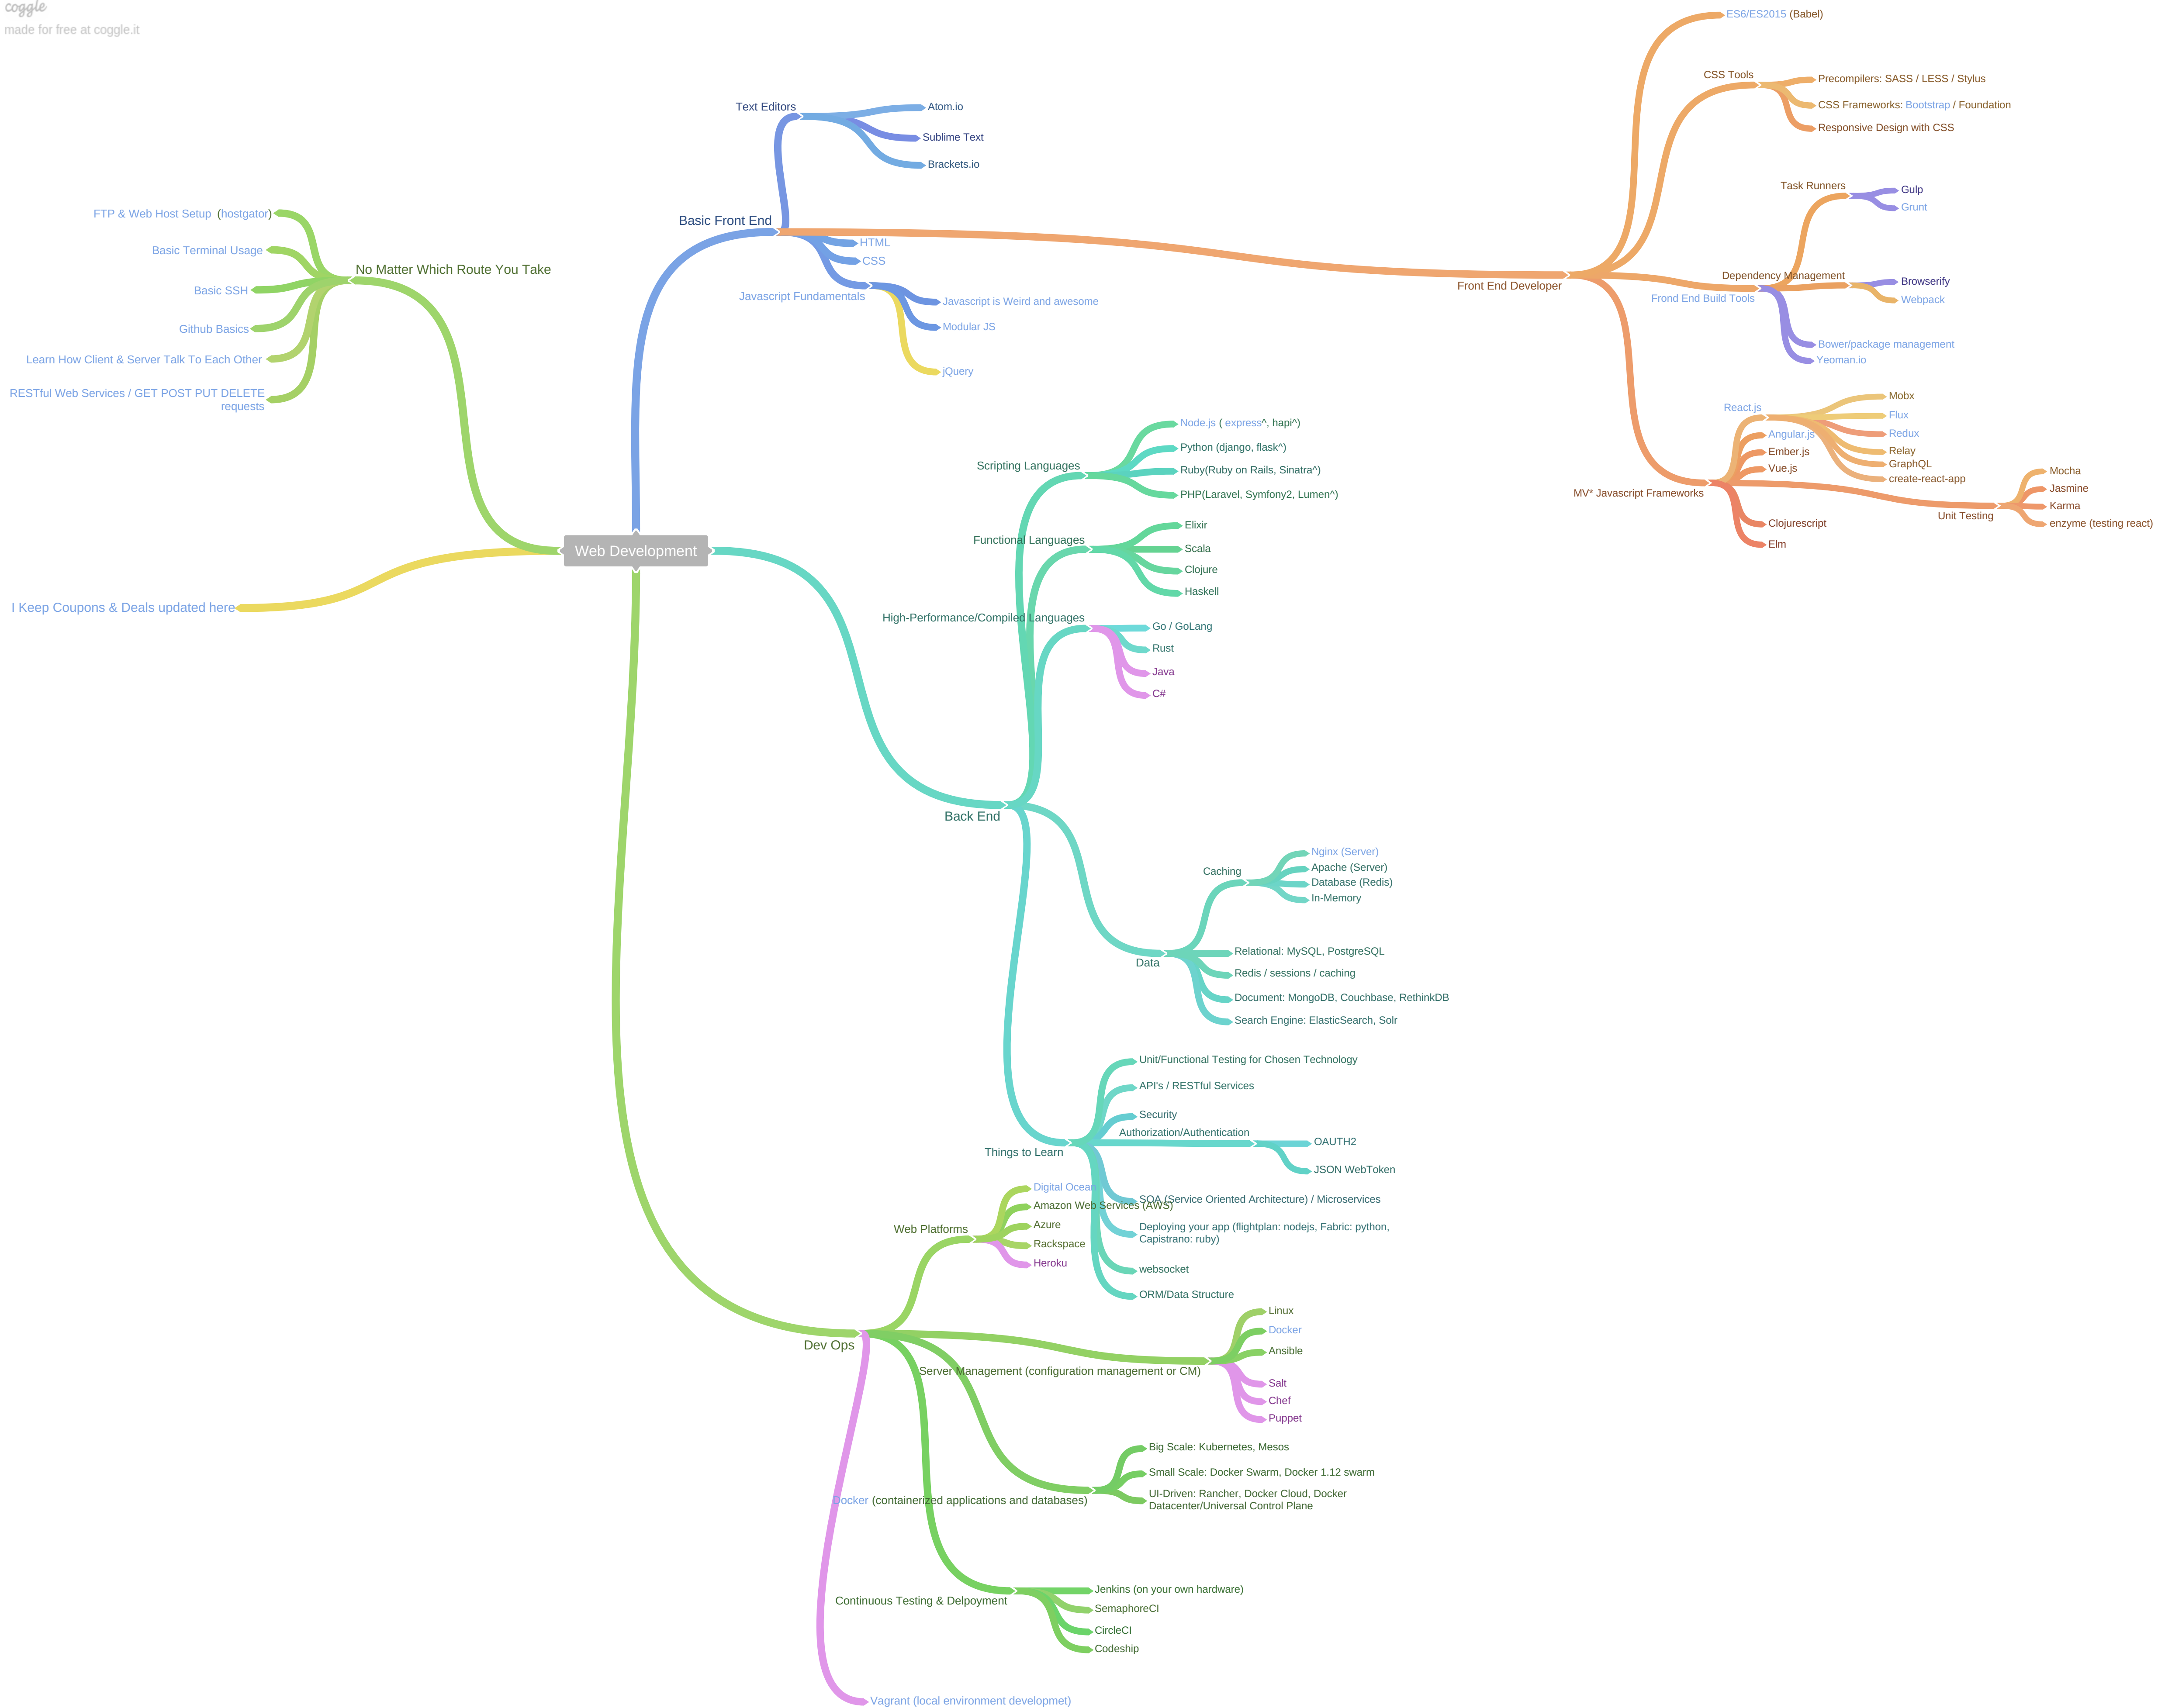 coggle
made for free at coggle.it
Web Development
No Matter Which Route You Take
FTP & Web Host Setup (hostgator)
Basic Terminal Usage
Basic SSH
Github Basics
Learn How Client & Server Talk To Each Other
RESTful Web Services / GET POST PUT DELETE
requests
I Keep Coupons & Deals updated here
Basic Front End
Text Editors
Atom.io
Sublime Text
Brackets.io
HTML
CSS
Javascript Fundamentals
Javascript is Weird and awesome
Modular JS
jQuery
Front End Developer
ES6/ES2015 (Babel)
CSS Tools
Precompilers: SASS / LESS / Stylus
CSS Frameworks: Bootstrap / Foundation
Responsive Design with CSS
Frond End Build Tools
Task Runners
Gulp
Grunt
Dependency Management
Browserify
Webpack
Bower/package management
Yeoman.io
MV* Javascript Frameworks
React.js
Mobx
Flux
Redux
Relay
GraphQL
create-react-app
Angular.js
Ember.js
Vue.js
Unit Testing
Mocha
Jasmine
Karma
enzyme (testing react)
Clojurescript
Elm
Back End
Scripting Languages
Node.js ( express^, hapi^)
Python (django, flask^)
Ruby(Ruby on Rails, Sinatra^)
PHP(Laravel, Symfony2, Lumen^)
Functional Languages
Elixir
Scala
Clojure
Haskell
High-Performance/Compiled Languages
Go / GoLang
Rust
Java
C#
Data
Caching
Nginx (Server)
Apache (Server)
Database (Redis)
In-Memory
Relational: MySQL, PostgreSQL
Redis / sessions / caching
Document: MongoDB, Couchbase, RethinkDB
Search Engine: ElasticSearch, Solr
Things to Learn
Unit/Functional Testing for Chosen Technology
API's / RESTful Services
Security
Authorization/Authentication
OAUTH2
JSON WebToken
SOA (Service Oriented Architecture) / Microservices
Deploying your app (flightplan: nodejs, Fabric: python,
Capistrano: ruby)
websocket
ORM/Data Structure
Dev Ops
Web Platforms
Digital Ocean
Amazon Web Services (AWS)
Azure
Rackspace
Heroku
Server Management (configuration management or CM)
Linux
Docker
Ansible
Salt
Chef
Puppet
Docker (containerized applications and databases)
Big Scale: Kubernetes, Mesos
Small Scale: Docker Swarm, Docker 1.12 swarm
UI-Driven: Rancher, Docker Cloud, Docker
Datacenter/Universal Control Plane
Continuous Testing & Delpoyment
Jenkins (on your own hardware)
SemaphoreCI
CircleCI
Codeship
Vagrant (local environment developmet)